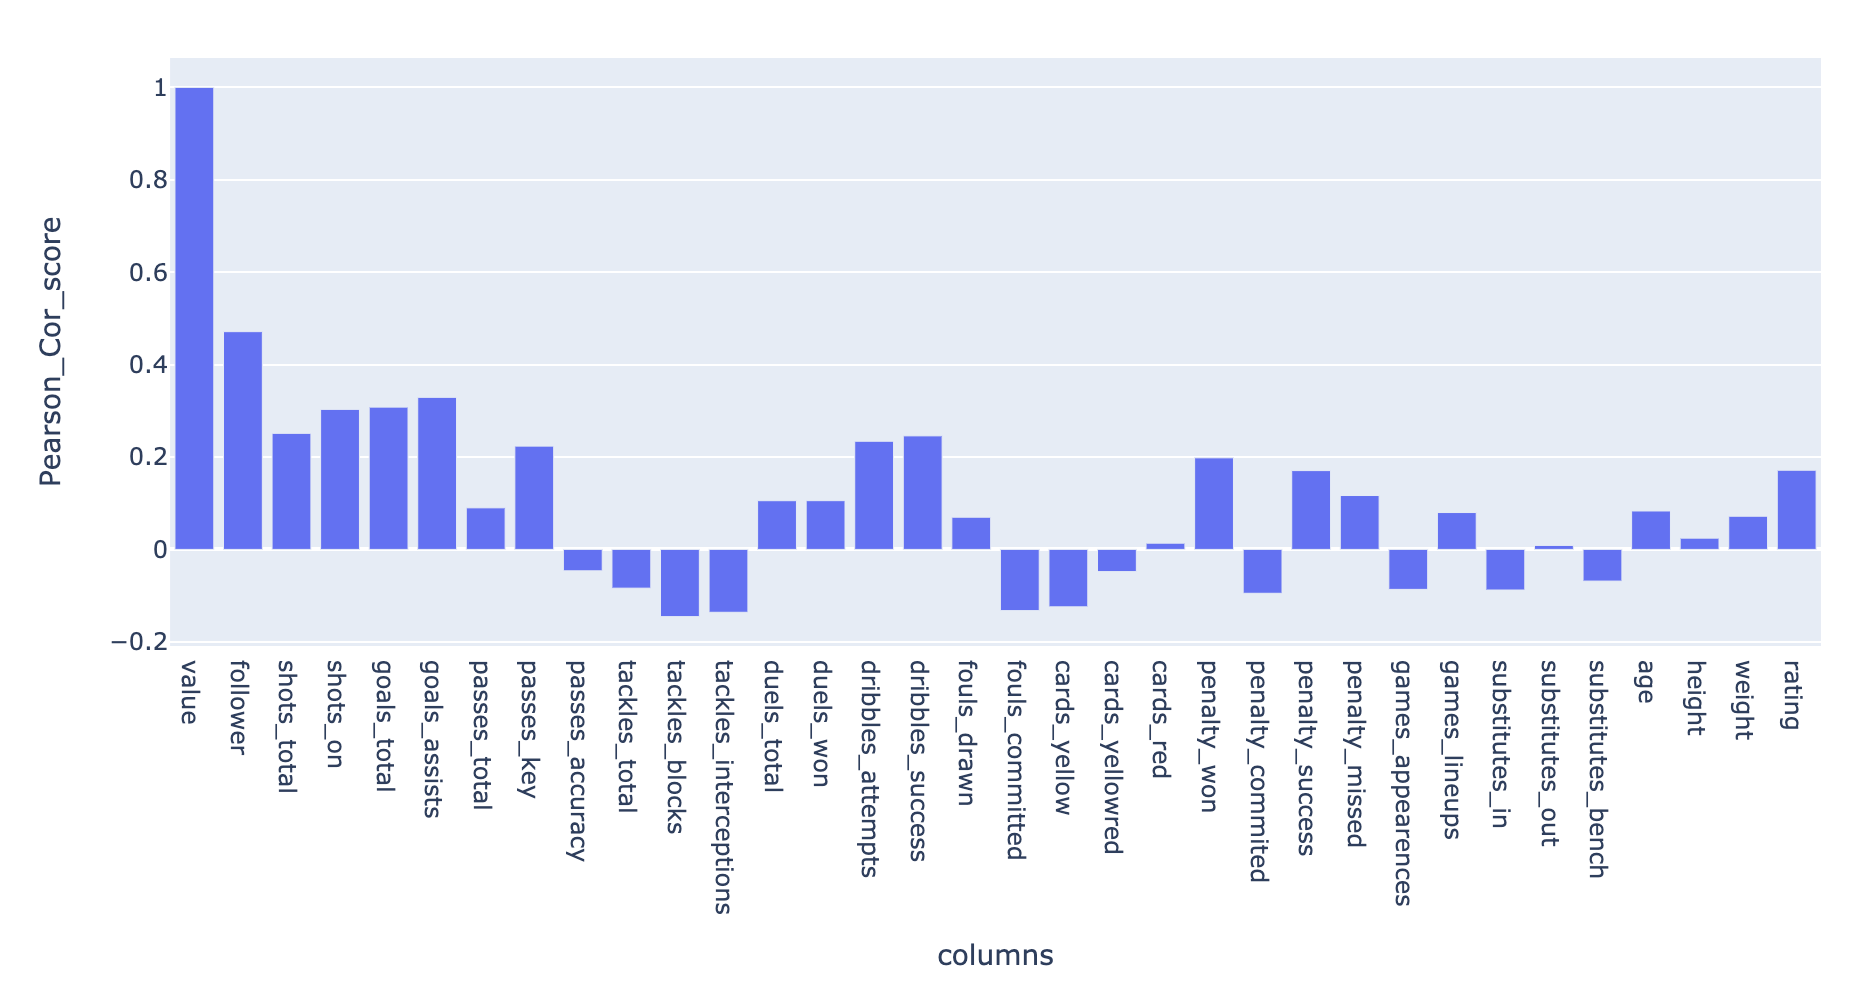 Pearson_Cor_score
1
0.8
0.6
0.4
0.2
0
−0.2
value
follower
shots_total
shots_on
goals_total
goals_assists
passes_total
passes_key
passes_accuracy
tackles_total
tackles_blocks
tackles_interceptions
duels_total
duels_won
dribbles_attempts
dribbles_success
fouls_drawn
fouls_committed
cards_yellow
cards_yellowred
cards_red
penalty_won
penalty_commited
penalty_success
penalty_missed
games_appearences
games_lineups
substitutes_in
substitutes_out
substitutes_bench
age
height
weight
rating
columns